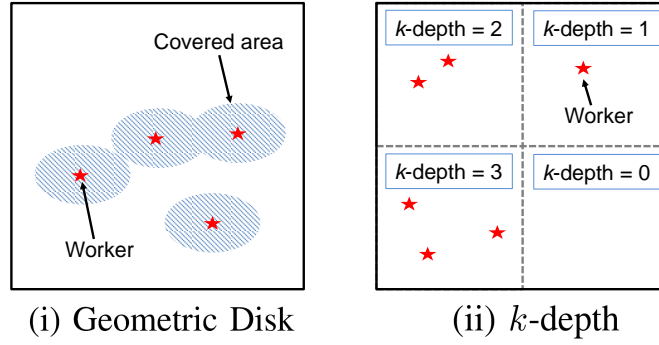 Covered area
Worker
(i) Geometric Disk
k-depth = 2
k-depth = 1
Worker
k-depth = 3
k-depth = 0
(ii) k-depth